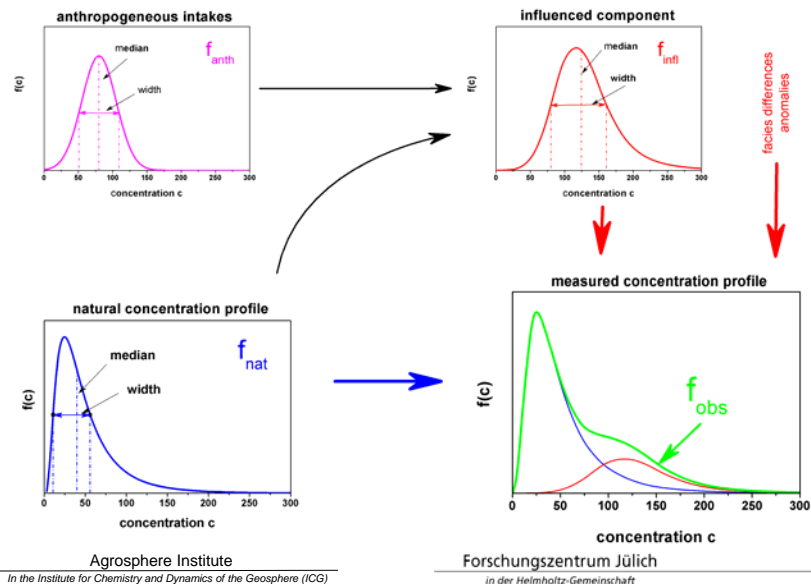 anthropogeneous intakes
f(c)
f anth
median
width
0 50 100 150 200 250 300
concentration c
influenced component
f(c)
f infl
median
width
0 50 100 150 200 250 300
concentration c
facies differences
anomalies
natural concentration profile
f(c)
f nat
median
width
0 50 100 150 200 250 300
concentration c
measured concentration profile
f(c)
f obs
0 50 100 150 200 250 300
concentration c
Agrosphere Institute
In the Institute for Chemistry and Dynamics of the Geosphere (ICG)
Forschungszentrum Jülich
in der Helmholtz-Gemeinschaft